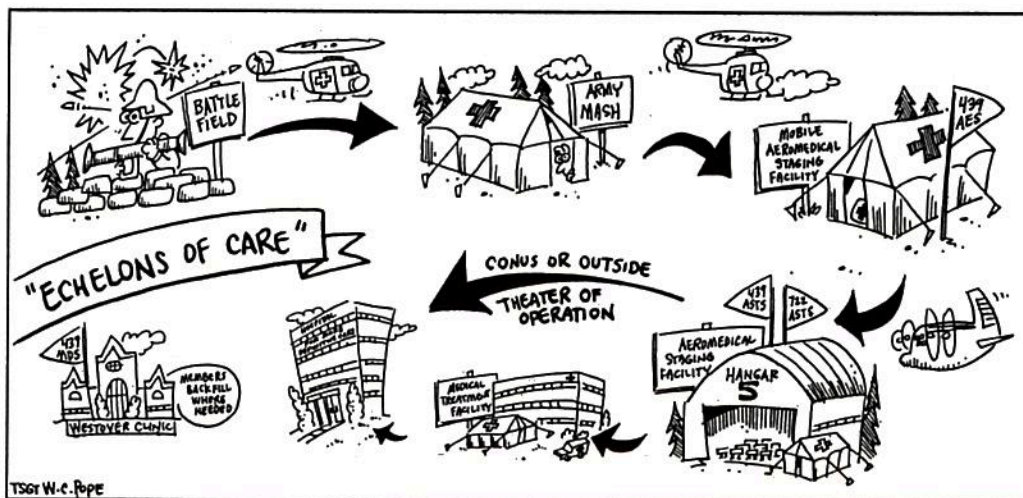 BATTLE
FIELD
ARMY
MASH
MOBILE
AEROMEDICAL
STAGING
FACILITY
439
AES
"ECHELONS OF CARE"
CONUS OR OUTSIDE
THEATER OF
OPERATION
439
ASTS
722
ASTS
AEROMEDICAL
STAGING
FACILITY
HANGAR
5
MEDICAL
TREATMENT
FACILITY
HOSPITAL
439
MDS
MEMBERS
BACKFILL
WHERE
NEEDED
WESTOVER CLINIC
TSGT W.C. POPE